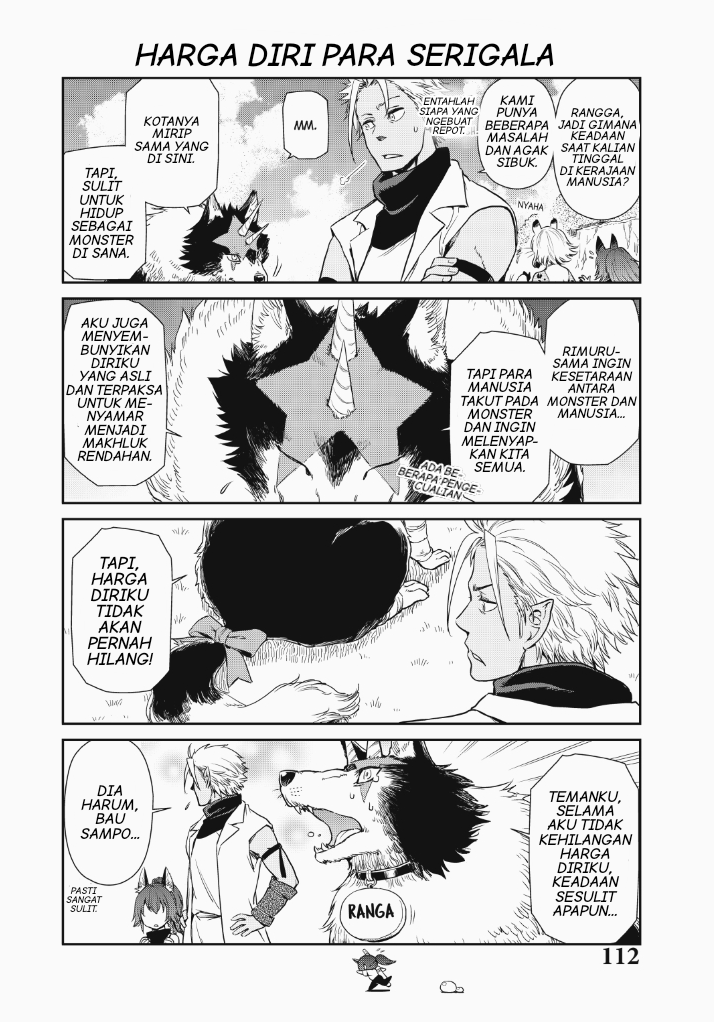 HARGA DIRI PARA SERIGALA
RANGGA,
JADI GIMANA
KEADAAN
SAAT KALIAN
TINGGAL
DI KERAJAAN
MANUSIA?
KAMI
PUNYA
BEBERAPA
MASALAH
DAN AGAK
SIBUK.
ENTAHLAH
SIAPA YANG
NGEBUAT
REPOT.
NYAHA
MM.
KOTANYA
MIRIP
SAMA YANG
DI SINI.
TAPI,
SULIT
UNTUK
HIDUP
SEBAGAI
MONSTER
DI SANA.
RIMURU-
SAMA INGIN
KESETARAAN
ANTARA
MONSTER DAN
MANUSIA...
TAPI PARA
MANUSIA
TAKUT PADA
MONSTER
DAN INGIN
MELENYAP-
KAN KITA
SEMUA.
ADA BE-
BERAPA PENGE-
CUALIAN
AKU JUGA
MENYEM-
BUNYIKAN
DIRIKU
YANG ASLI
DAN TERPAKSA
UNTUK ME-
NYAMAR
MENJADI
MAKHLUK
RENDAHAN.
TAPI,
HARGA
DIRIKU
TIDAK
AKAN
PERNAH
HILANG!
TEMANKU,
SELAMA
AKU TIDAK
KEHILANGAN
HARGA
DIRIKU,
KEADAAN
SESULIT
APAPUN...
RANGA
DIA
HARUM,
BAU
SAMPO...
PASTI
SANGAT
SULIT.
112